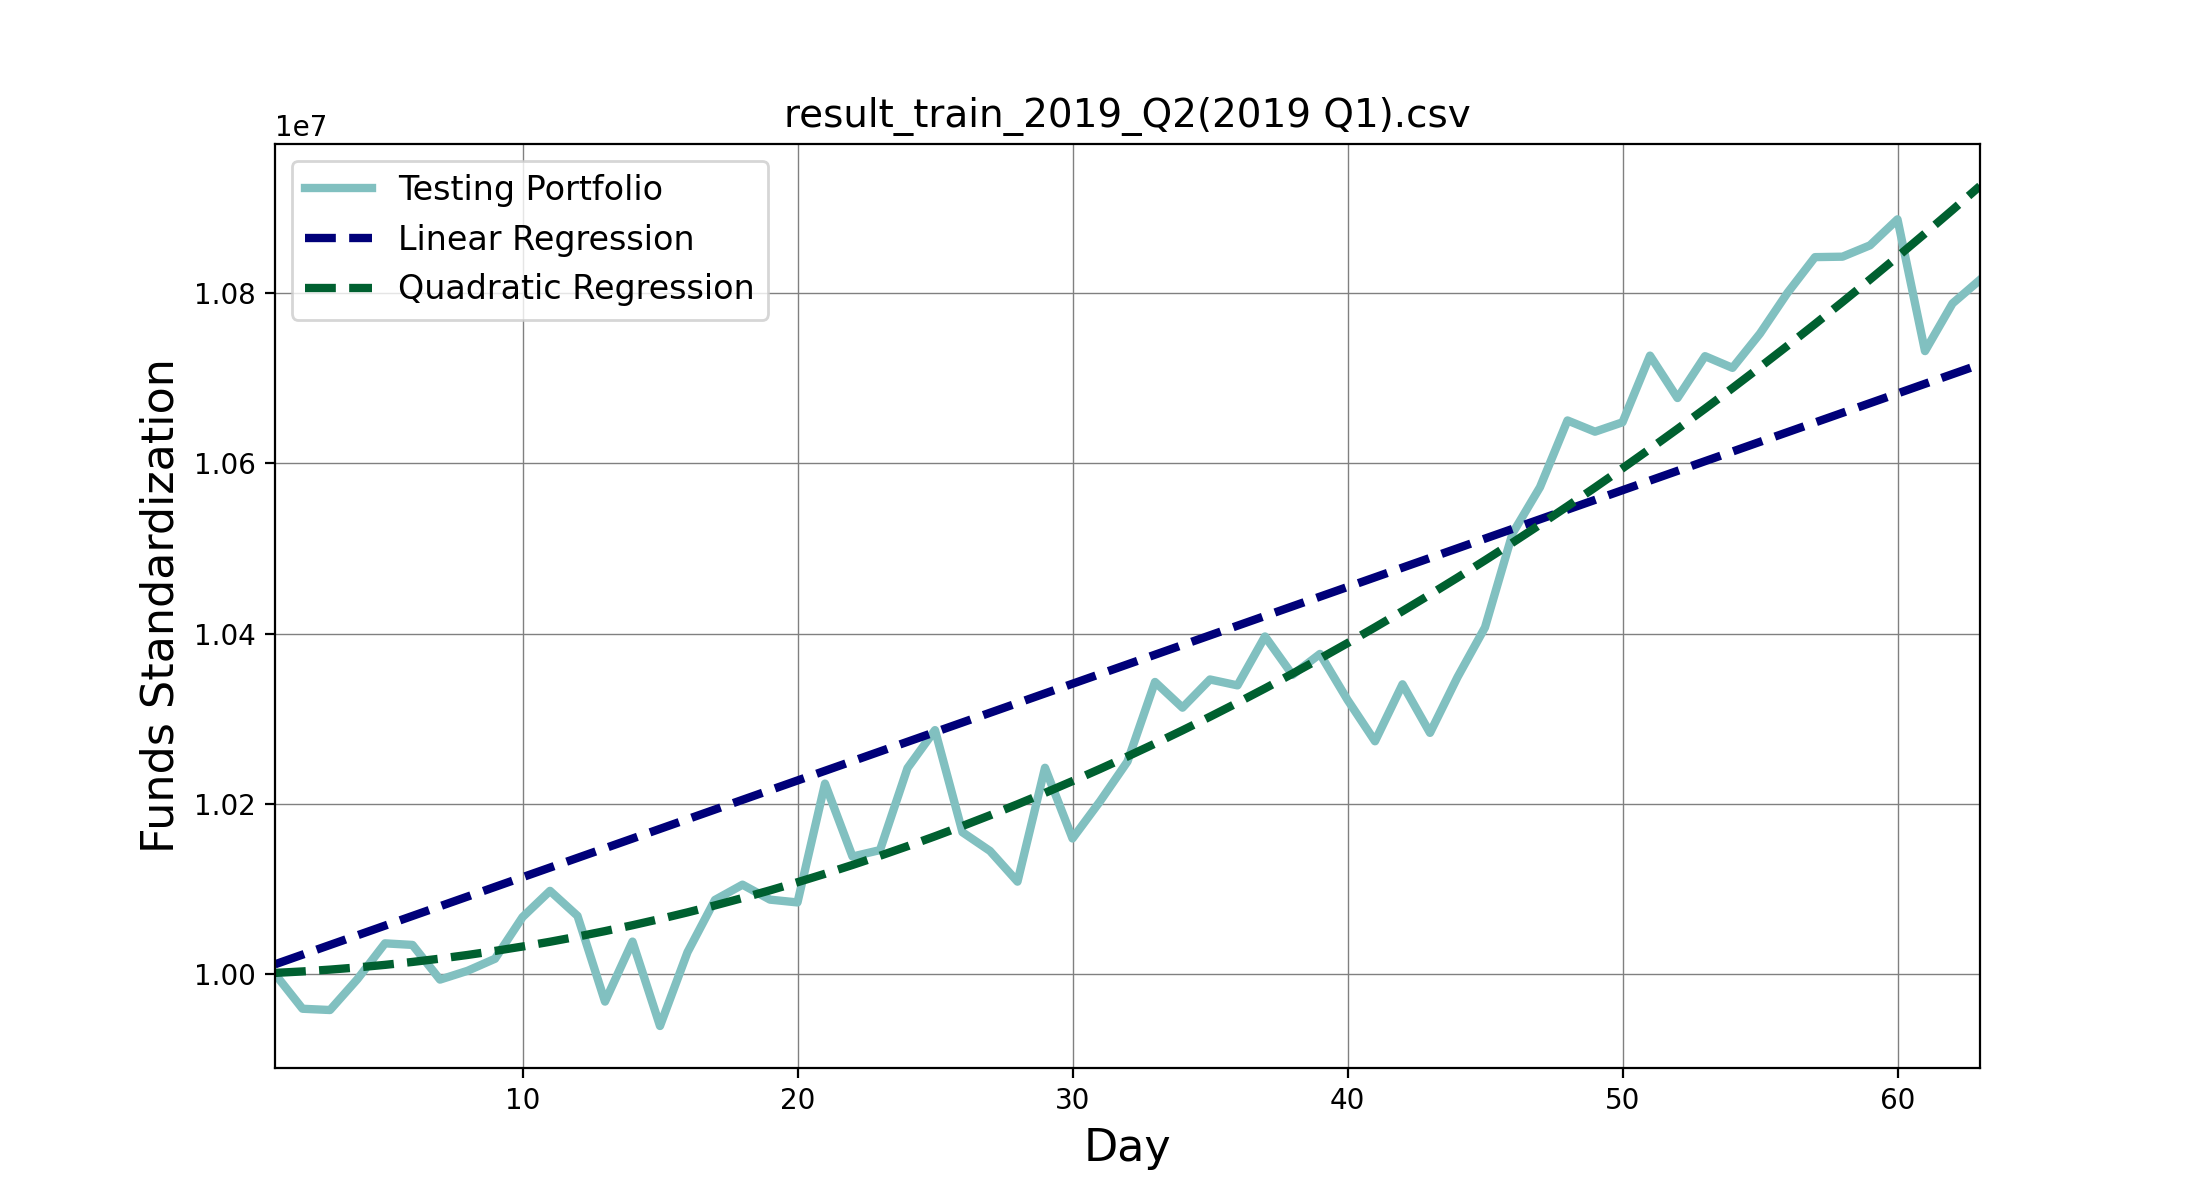 result_train_2019_Q2(2019 Q1).csv
1e7
Testing Portfolio
Linear Regression
Quadratic Regression
1.08
1.06
1.04
1.02
1.00
Funds Standardization
10 20 30 40 50 60
Day